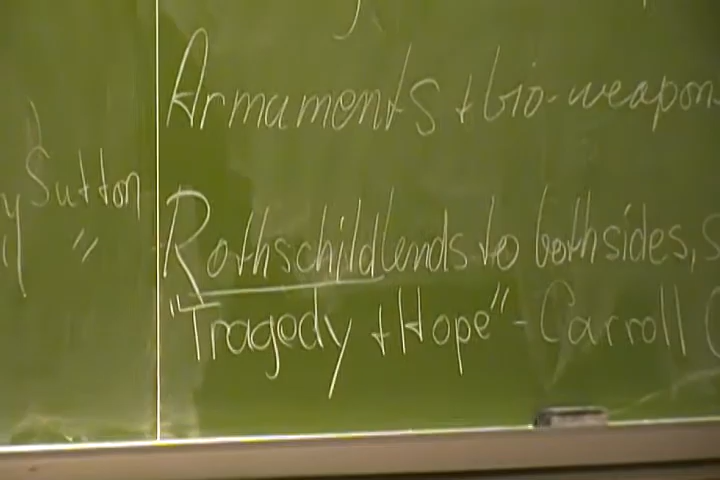 Armaments + bio-weapon
Sutton
y "
Rothschild lends to both sides, s
"Tragedy + Hope" - Carroll